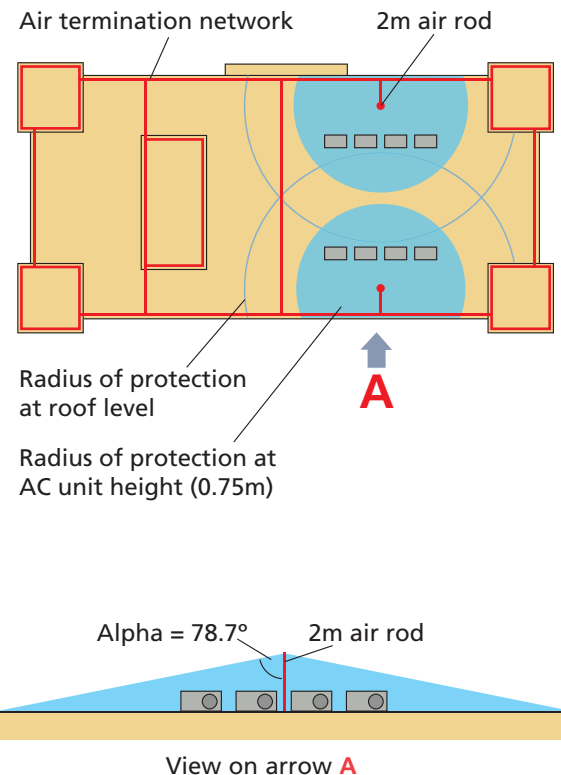 Air termination network
2m air rod
Radius of protection
at roof level
A
Radius of protection at
AC unit height (0.75m)
Alpha = 78.7º
2m air rod
View on arrow A